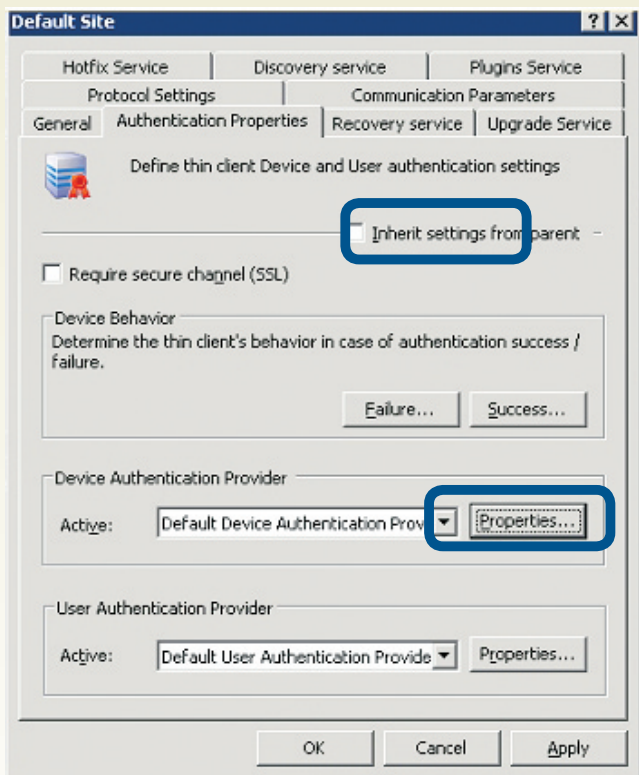 Default Site
Hotfix Service Discovery service Plugins Service
Protocol Settings Communication Parameters
General Authentication Properties Recovery service Upgrade Service
Define thin client Device and User authentication settings
Inherit settings from parent
Require secure channel (SSL)
Device Behavior
Determine the thin client's behavior in case of authentication success /
failure.
Failure... Success...
Device Authentication Provider
Active: Default Device Authentication Prov Properties...
User Authentication Provider
Active: Default User Authentication Provide Properties...
OK Cancel Apply